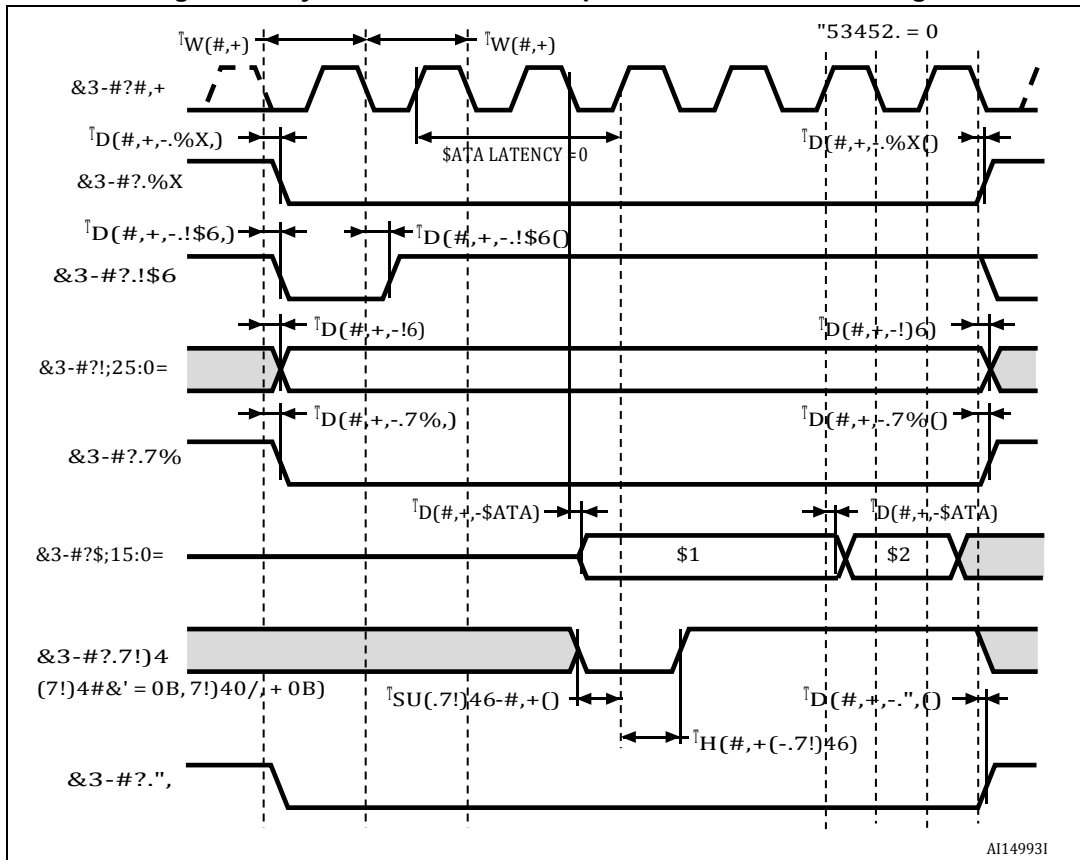 "53452. = 0
TW(#,+) TW(#,+)
&3-#?#,+
TD(#,+,-.%X,) $ATA LATENCY =0 TD(#,+,-.%X()
&3-#?.%X
TD(#,+,-.!$6,) TD(#,+,-.!$6()
&3-#?.!$6
TD(#,+,-!6) TD(#,+,-!)6)
&3-#?!;25:0=
TD(#,+,-.7%,) TD(#,+,-.7%()
&3-#?.7%
TD(#,+,-$ATA) TD(#,+,-$ATA)
&3-#?$;15:0= $1 $2
&3-#?.7!)4
(7!)4#&' = 0B, 7!)40/, + 0B)
TSU(.7!)46-#,+() TD(#,+,-.",()
TH(#,+(-.7!)46)
&3-#?.",
AI14993I